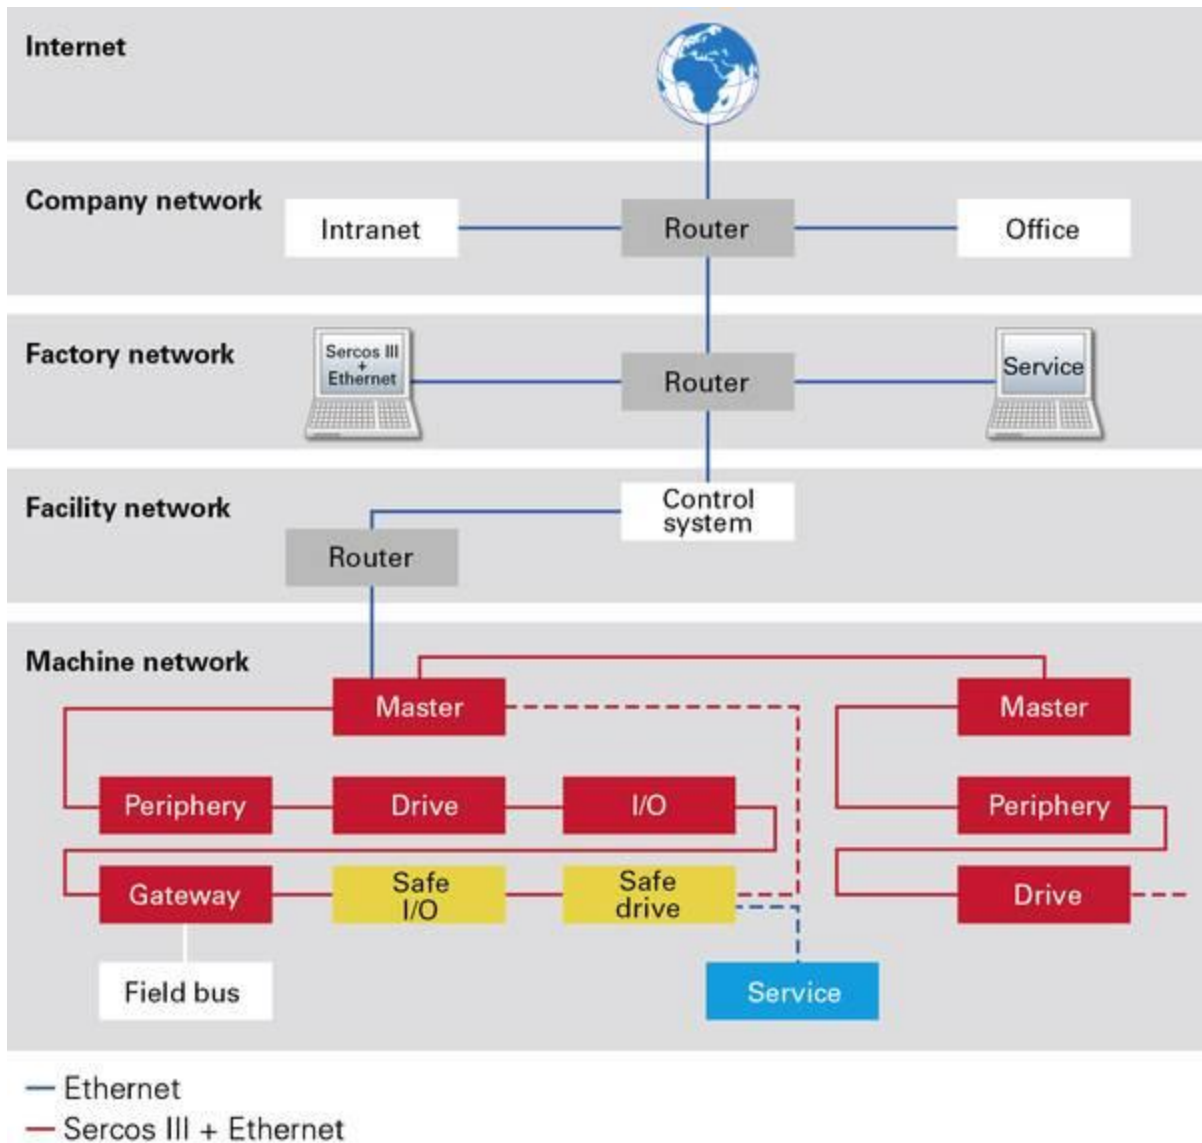 Internet
Company network
Intranet
Router
Office
Factory network
Sercos III
+
Ethernet
Router
Service
Facility network
Control
system
Router
Machine network
Master
Master
Periphery
Drive
I/O
Periphery
Gateway
Safe
I/O
Safe
drive
Drive
Field bus
Service
Ethernet
Sercos III + Ethernet